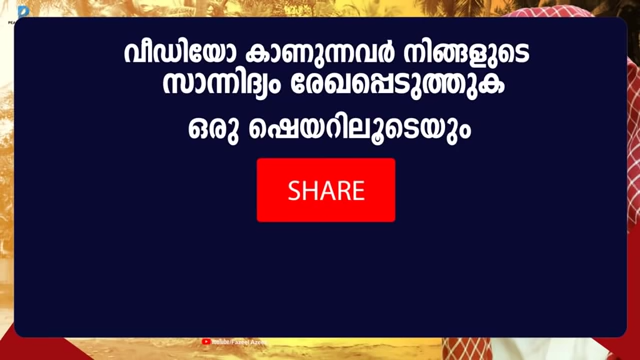 വീഡിയോ കാണുന്നവർ നിങ്ങളുടെ
സാന്നിദ്യം രേഖപ്പെടുത്തുക
ഒരു ഷെയറിലൂടെയും
SHARE